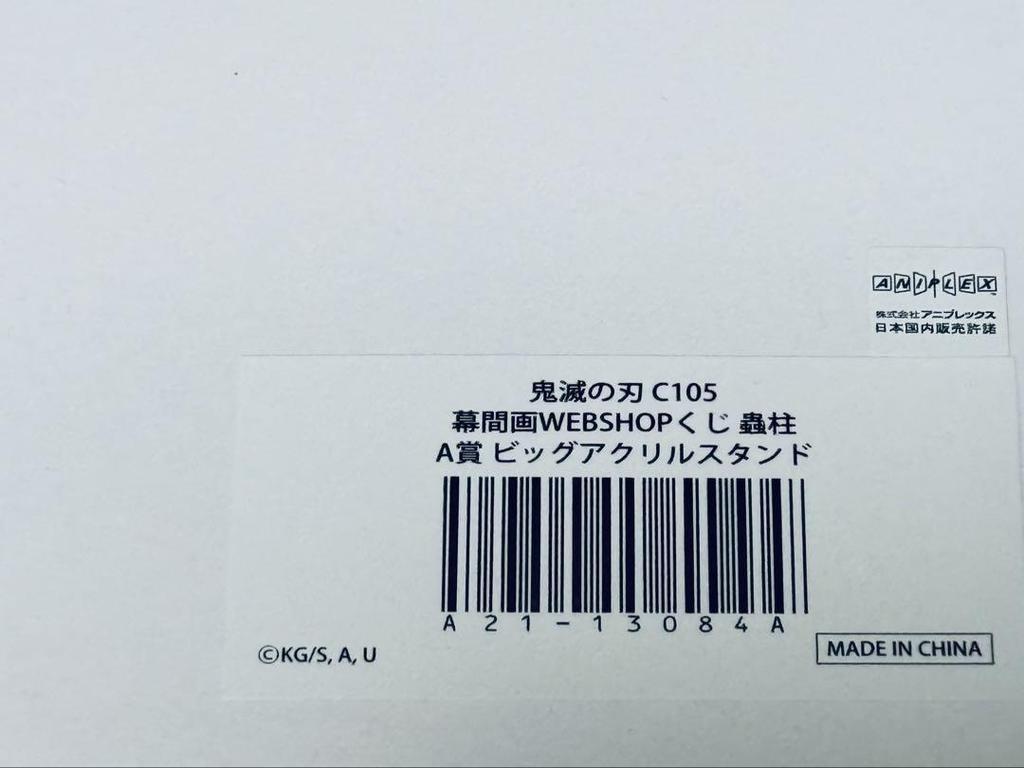 ANIPLEX
株式会社アニプレックス
日本国内販売許諾
鬼滅の刃 C105
幕間画WEBSHOPくじ 蟲柱
A賞 ビッグアクリルスタンド
A21-13084A
©KG/S, A, U
MADE IN CHINA